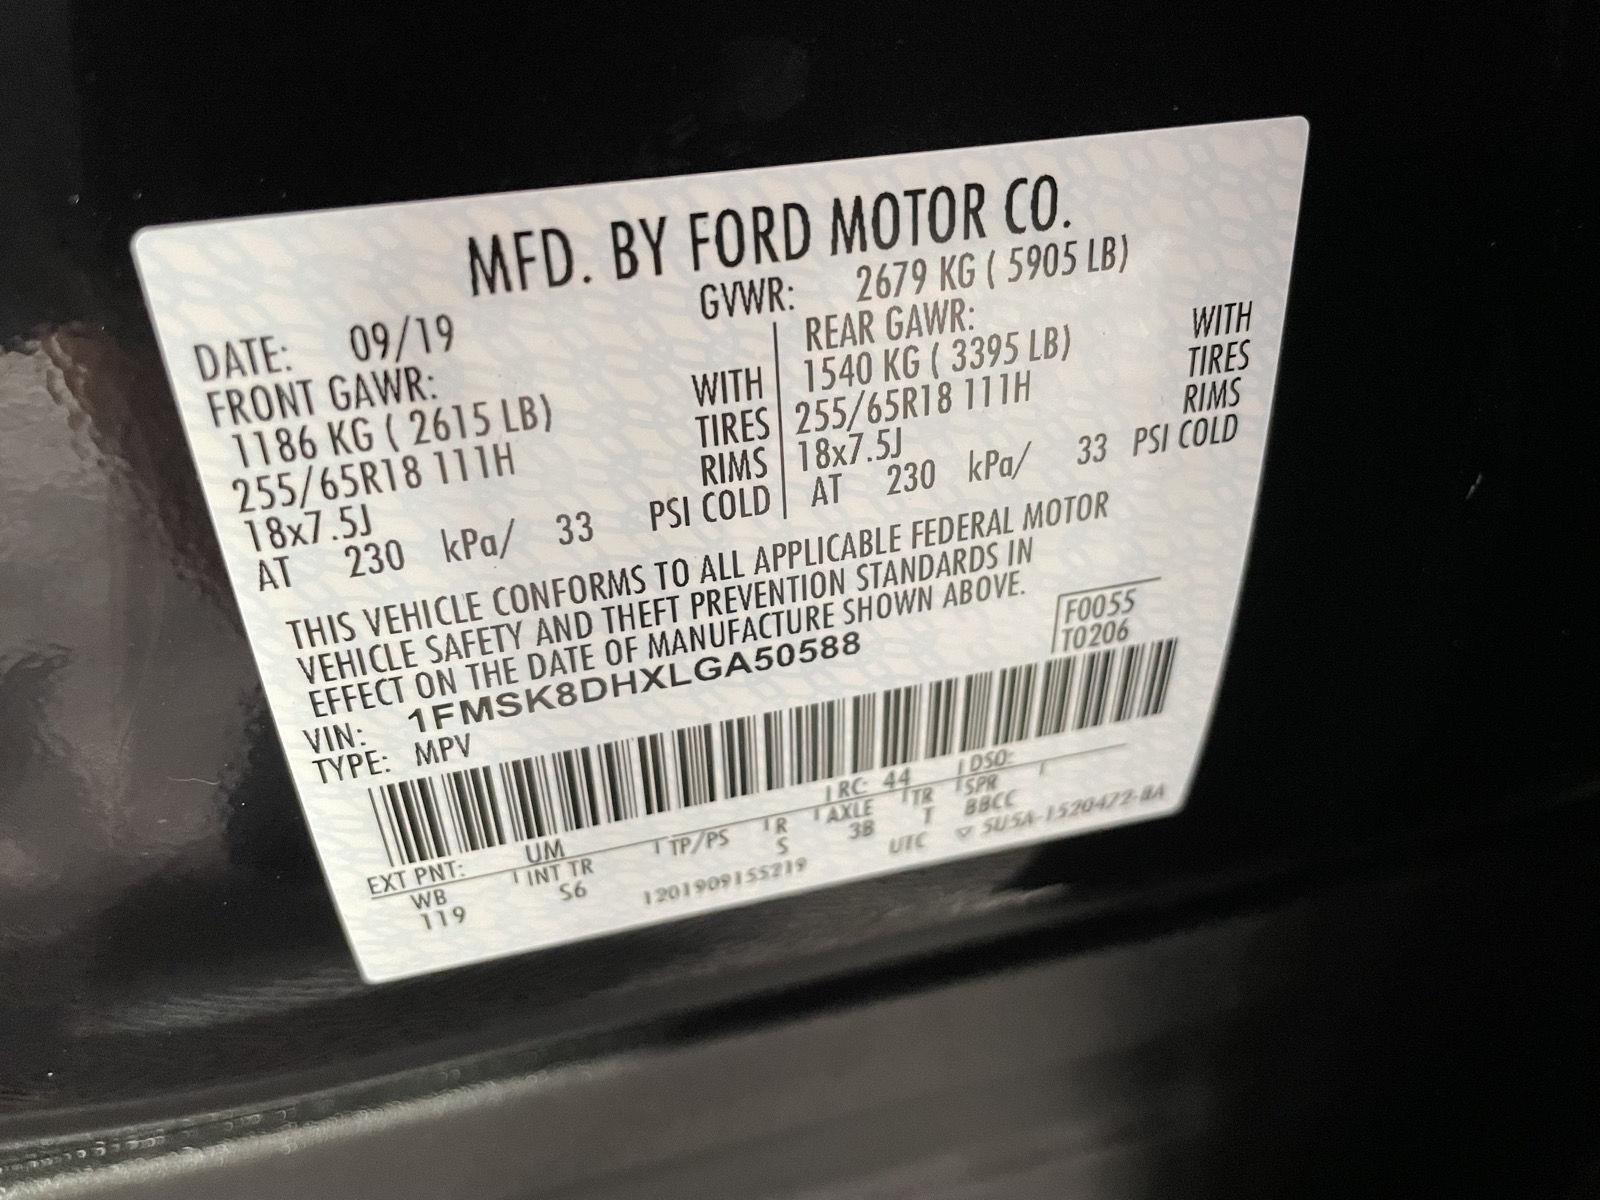 MFD. BY FORD MOTOR CO.
DATE: 09/19 GVWR: 2679 KG ( 5905 LB)
FRONT GAWR: REAR GAWR:
1186 KG ( 2615 LB) WITH 1540 KG ( 3395 LB) WITH
255/65R18 111H TIRES 255/65R18 111H TIRES
18x7.5J RIMS 18x7.5J RIMS
AT 230 kPa/ 33 PSI COLD AT 230 kPa/ 33 PSI COLD
THIS VEHICLE CONFORMS TO ALL APPLICABLE FEDERAL MOTOR
VEHICLE SAFETY AND THEFT PREVENTION STANDARDS IN
EFFECT ON THE DATE OF MANUFACTURE SHOWN ABOVE.
VIN: 1FMSK8DHXLGA50588 F0055
TYPE: MPV T0206
EXT PNT: UM RC: 44 DSO:
WB INT TR TP/PS R AXLE TR SPR
119 S6 S 3B T BBCC
1201909155219 UTC ▽ 5U5A-1520472-BA